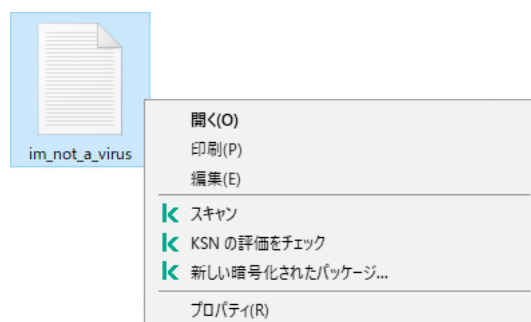 im_not_a_virus
開く(O)
印刷(P)
編集(E)
スキャン
KSN の評価をチェック
新しい暗号化されたパッケージ...
プロパティ(R)